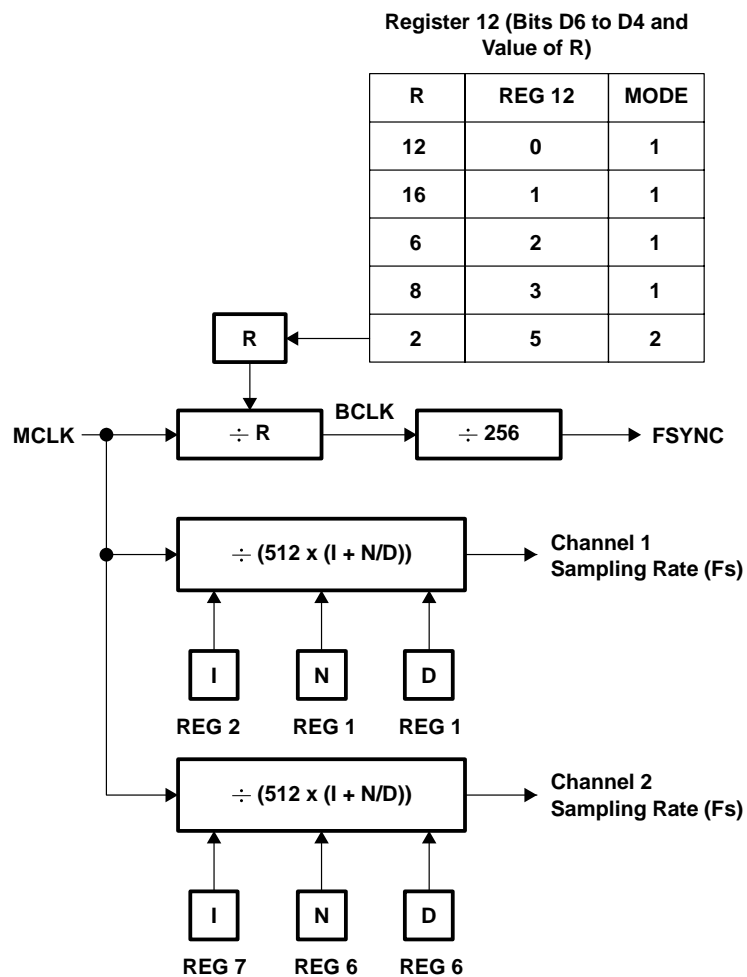 Register 12 (Bits D6 to D4 and
Value of R)
R REG 12 MODE
12 0 1
16 1 1
6 2 1
8 3 1
2 5 2
R
MCLK ÷ R BCLK ÷ 256 FSYNC
÷ (512 x (I + N/D)) Channel 1
Sampling Rate (Fs)
I N D
REG 2 REG 1 REG 1
÷ (512 x (I + N/D)) Channel 2
Sampling Rate (Fs)
I N D
REG 7 REG 6 REG 6